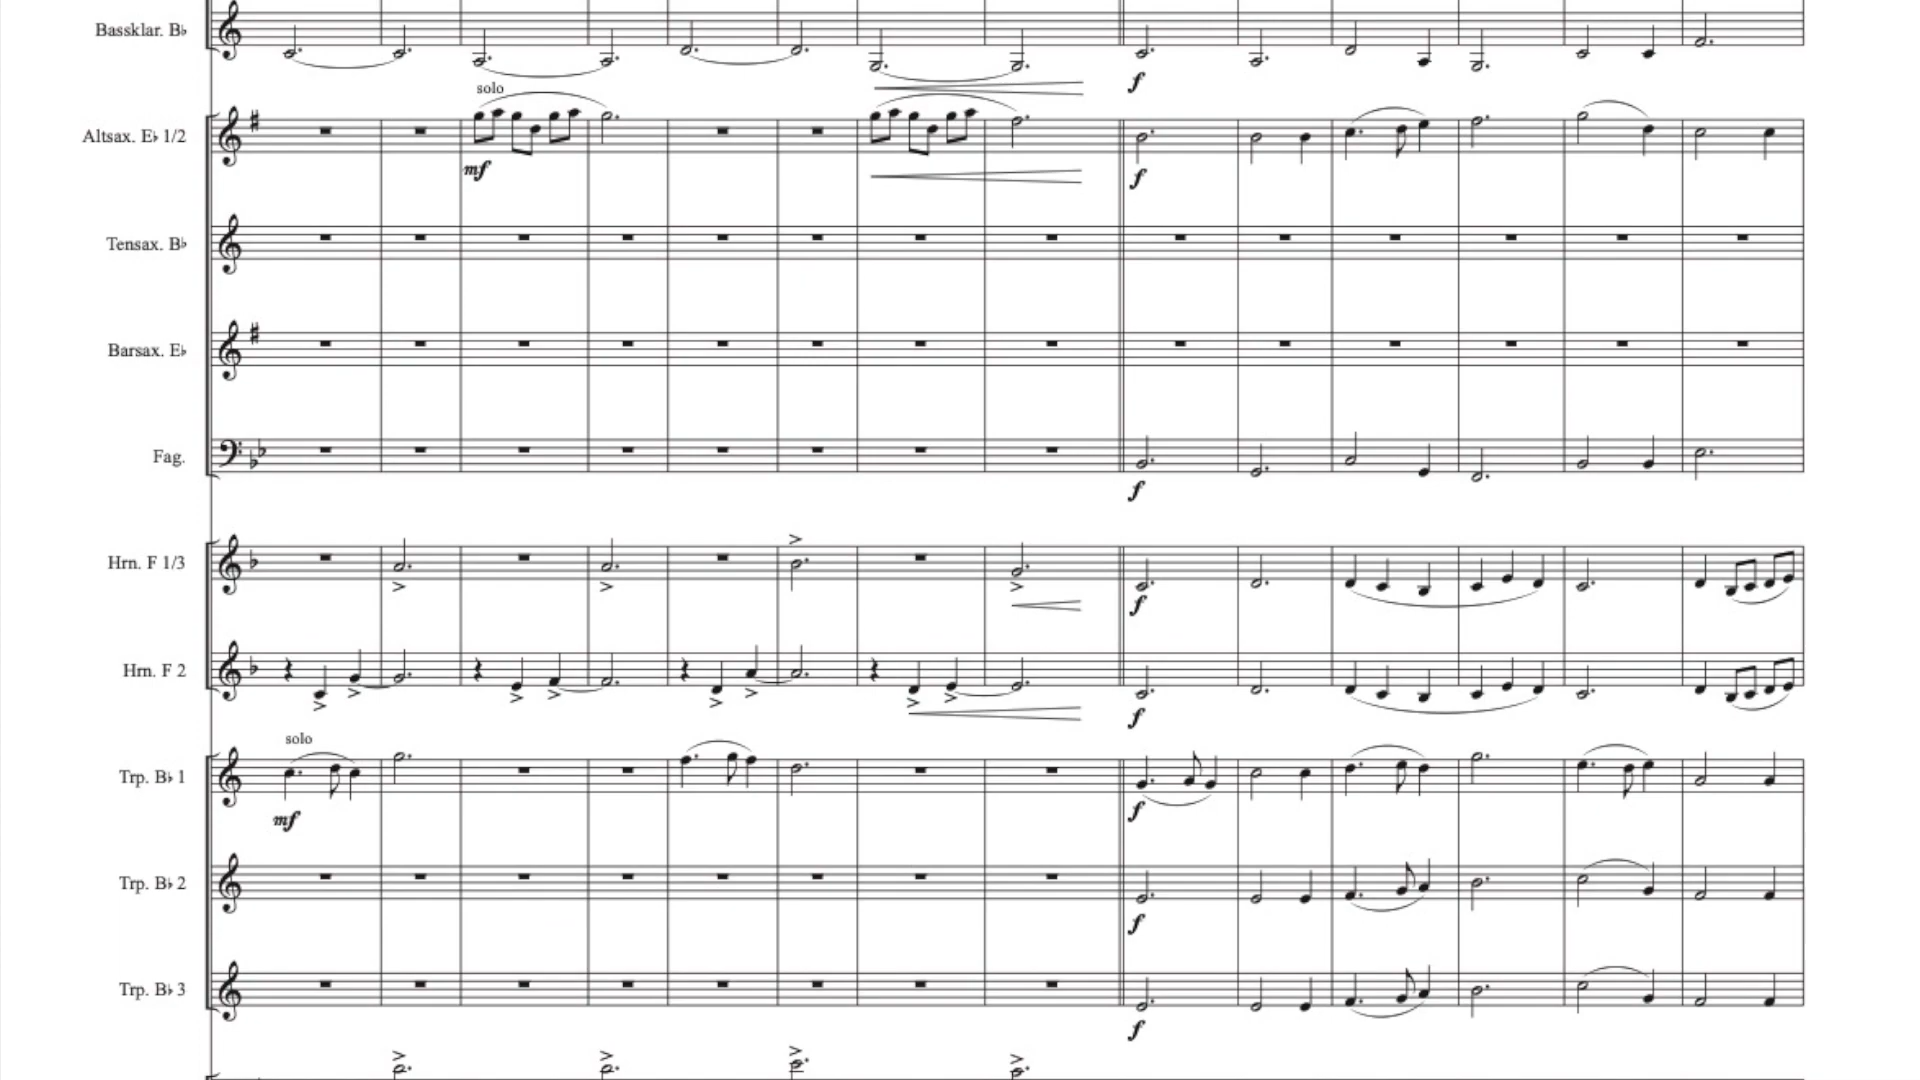 Bassklar. B♭
f
solo
Altsax. E♭ 1/2
mf
f
Tensax. B♭
Barsax. E♭
Fag.
f
Hrn. F 1/3
f
Hrn. F 2
f
solo
Trp. B♭ 1
mf
f
Trp. B♭ 2
f
Trp. B♭ 3
f